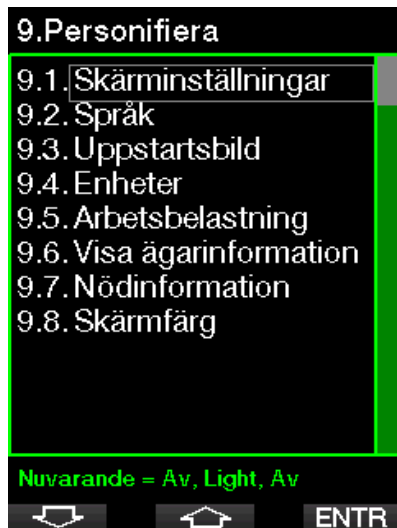 9.Personifiera
9.1. Skärminställningar
9.2. Språk
9.3. Uppstartsbild
9.4. Enheter
9.5. Arbetsbelastning
9.6. Visa ägarinformation
9.7. Nödinformation
9.8. Skärmfärg
Nuvarande = Av, Light, Av
ENTR